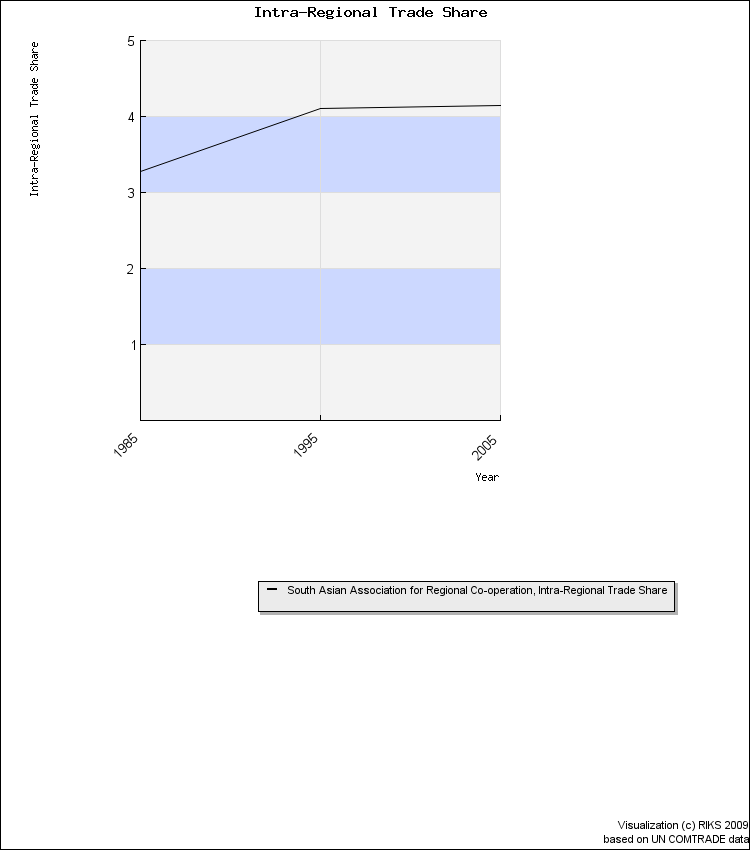 Intra-Regional Trade Share
Intra-Regional Trade Share
5
4
3
2
1
1985
1995
2005
Year
South Asian Association for Regional Co-operation, Intra-Regional Trade Share
Visualization (c) RIKS 2009
based on UN COMTRADE data